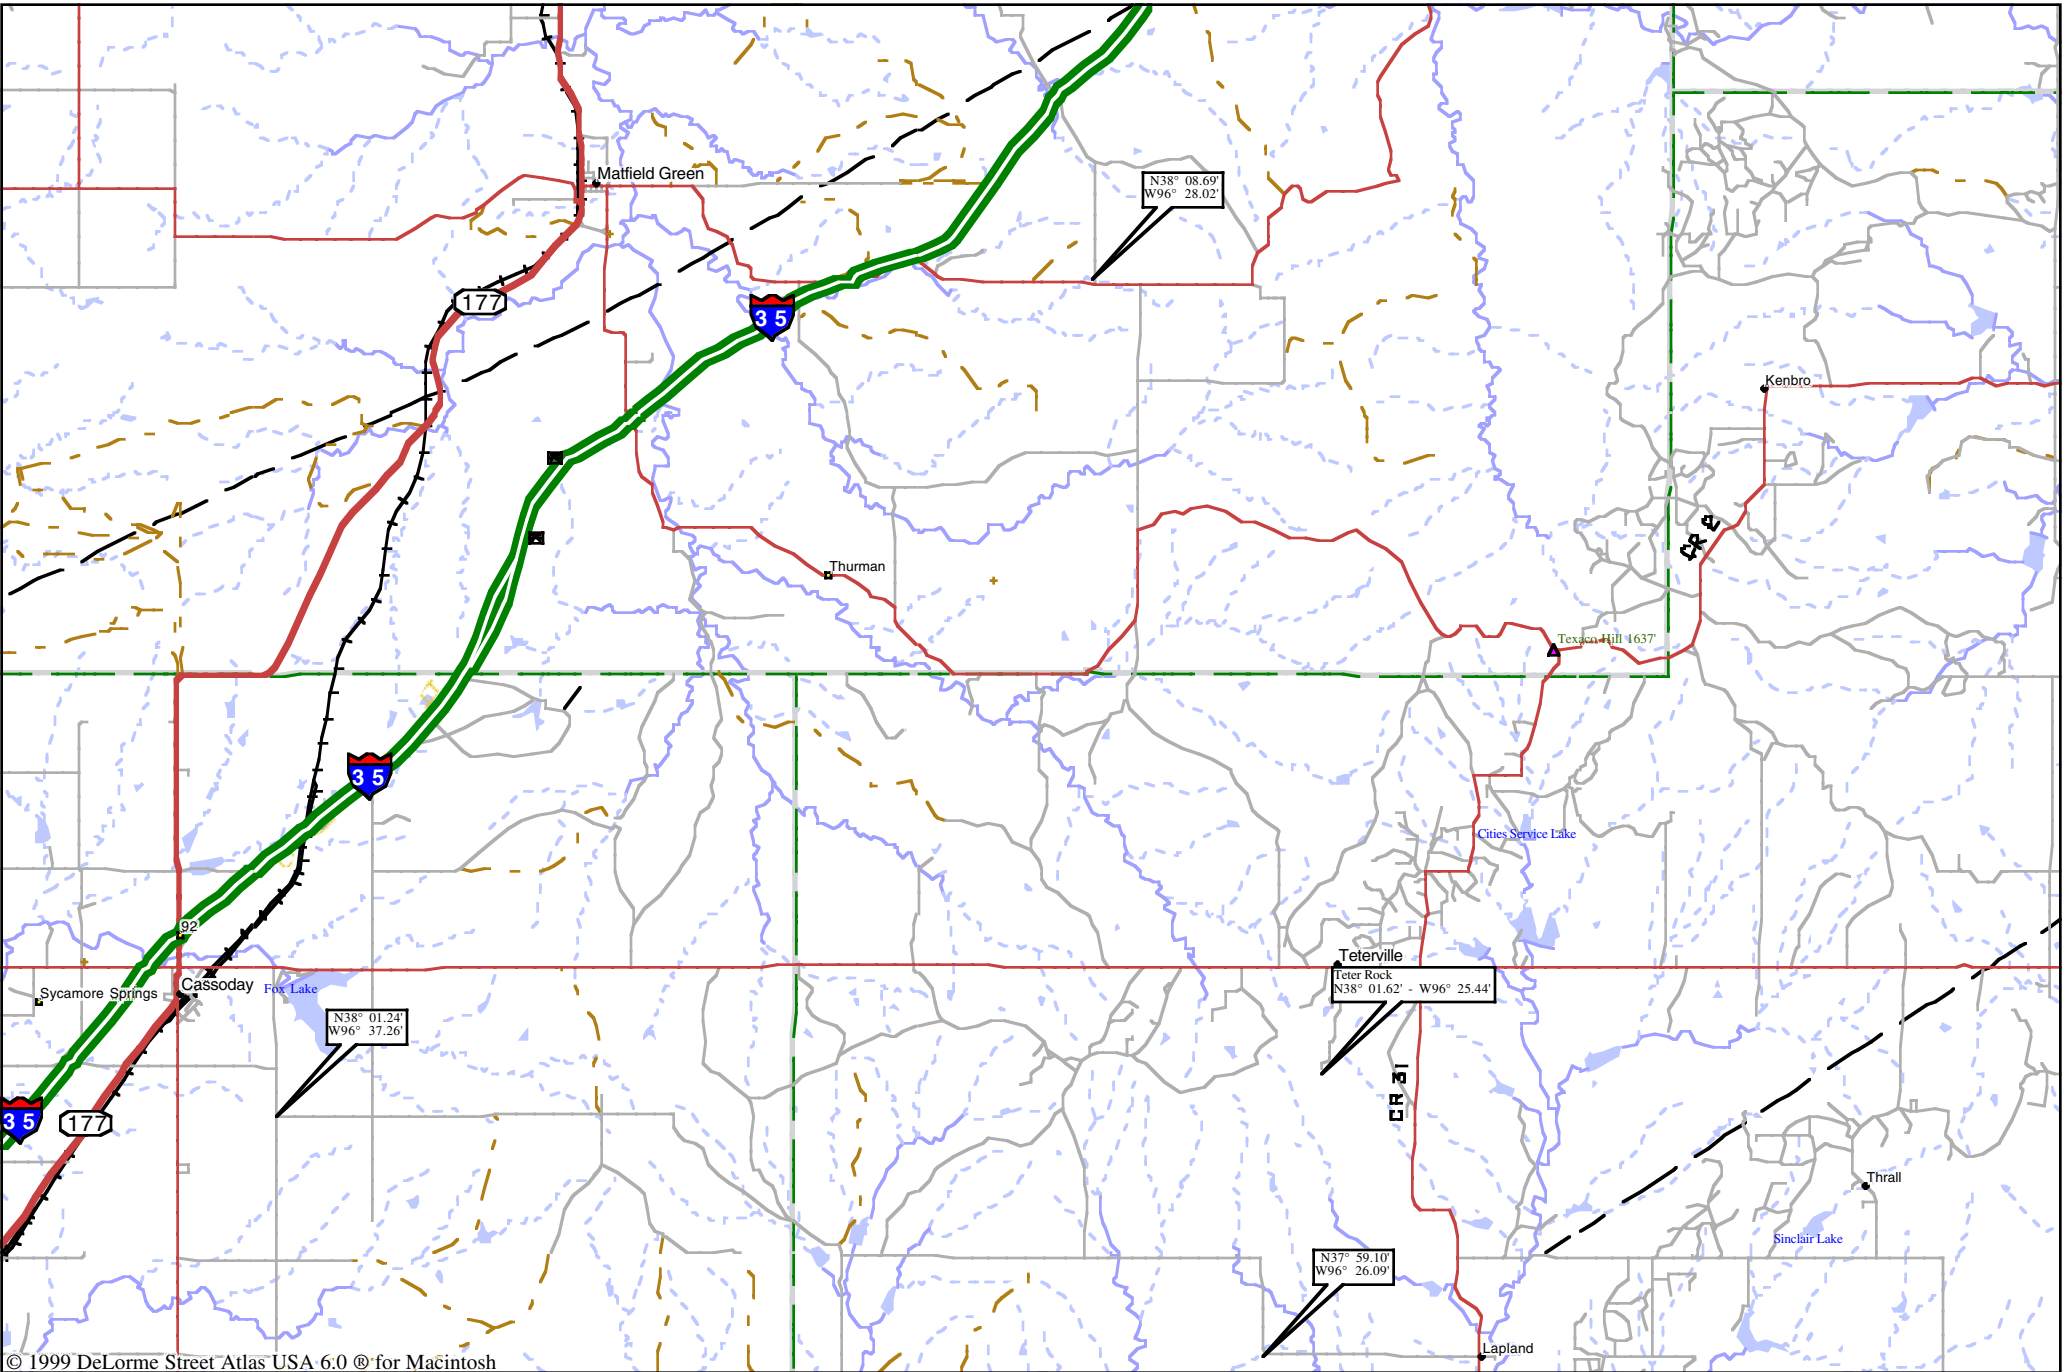 Matfield Green
N38° 08.69'
W96° 28.02'
177
35
Kenbro
CR 2
Thurman
Texaco Hill 1637'
35
Cities Service Lake
92
Teterville
Teter Rock
N38° 01.62' - W96° 25.44'
Cassoday
Fox Lake
Sycamore Springs
N38° 01.24'
W96° 37.26'
CR 31
35
177
Thrall
Sinclair Lake
N37° 59.10'
W96° 26.09'
Lapland
© 1999 DeLorme Street Atlas USA 6.0 ® for Macintosh